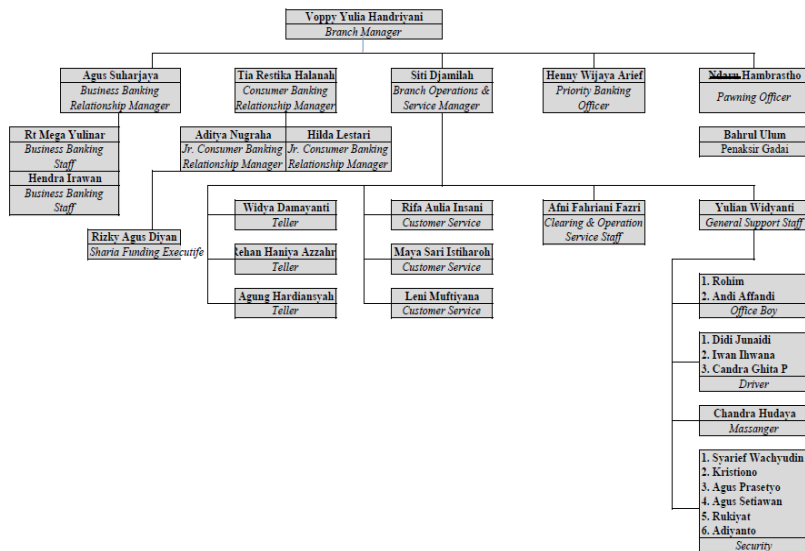 Voppy Yulia Handriyani
Branch Manager
Agus Suharjaya
Business Banking
Relationship Manager
Tia Restika Halanah
Consumer Banking
Relationship Manager
Siti Djamilah
Branch Operations &
Service Manager
Henny Wijaya Arief
Priority Banking
Officer
Ndaru Hambrastho
Pawning Officer
Rt Mega Yulinar
Business Banking
Staff
Hendra Irawan
Business Banking
Staff
Aditya Nugraha
Jr. Consumer Banking
Relationship Manager
Hilda Lestari
Jr. Consumer Banking
Relationship Manager
Bahrul Ulum
Penaksir Gadai
Rizky Agus Diyan
Sharia Funding Executife
Widya Damayanti
Teller
Rehan Haniya Azzahr
Teller
Agung Hardiansyah
Teller
Rifa Aulia Insani
Customer Service
Maya Sari Istiharoh
Customer Service
Leni Muftiyana
Customer Service
Afni Fahriani Fazri
Clearing & Operation
Service Staff
Yulian Widyanti
General Support Staff
1. Rohim
2. Andi Affandi
Office Boy
1. Didi Junaidi
2. Iwan Ihwana
3. Candra Ghita P
Driver
Chandra Hudaya
Massanger
1. Syarief Wachyudin
2. Kristiono
3. Agus Prasetyo
4. Agus Setiawan
5. Rukiyat
6. Adiyanto
Security